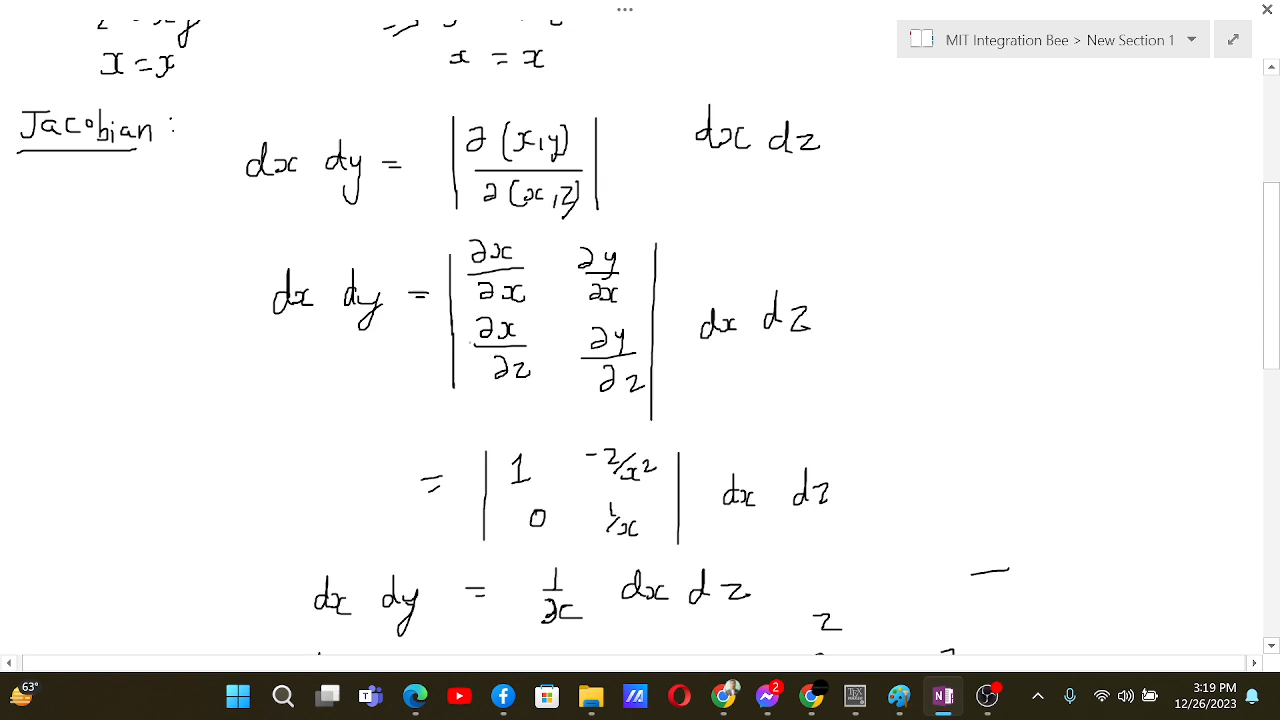 MIT Integration Bee > New Section 1
x = x
x = x
Jacobian :
dx dy = | ∂(x,y) / ∂(x,z) | dx dz
dx dy = | ∂x/∂x ∂y/∂x |
| ∂x/∂z ∂y/∂z | dx dz
= | 1 -z/x² |
| 0 1/x | dx dz
dx dy = 1/x dx dz
z
63°
2
3:19 PM
12/26/2023